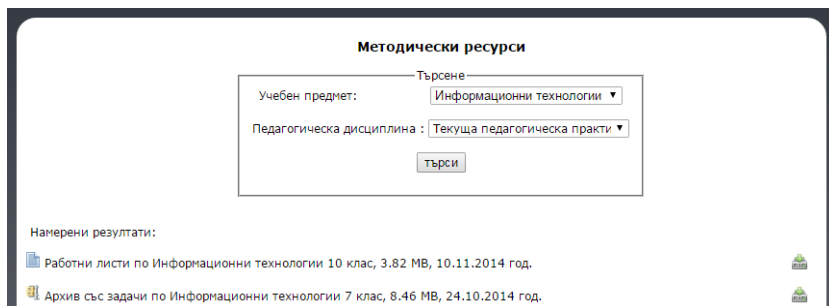 Методически ресурси
Търсене
Учебен предмет: Информационни технологии
Педагогическа дисциплина : Текуща педагогическа практи
търси
Намерени резултати:
Работни листи по Информационни технологии 10 клас, 3.82 MB, 10.11.2014 год.
Архив със задачи по Информационни технологии 7 клас, 8.46 MB, 24.10.2014 год.